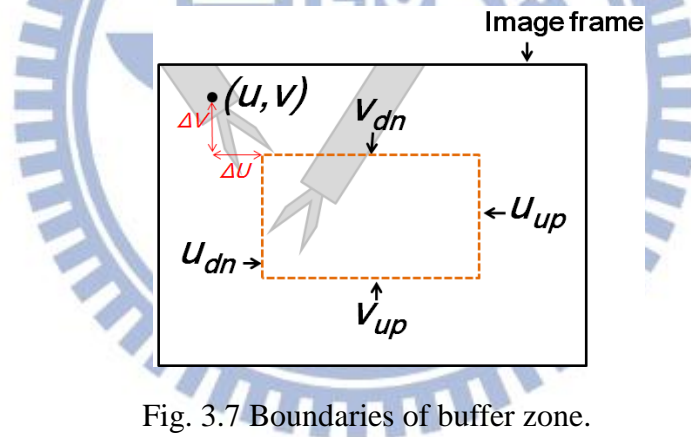 Image frame
(u,v)
ΔV
v_dn
ΔU
u_up
u_dn
v_up
Fig. 3.7 Boundaries of buffer zone.